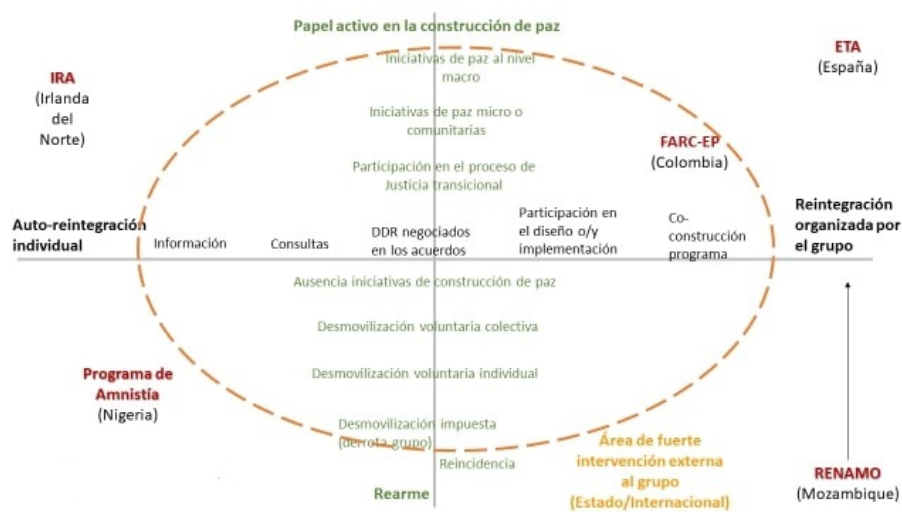 Papel activo en la construcción de paz
ETA
(España)
Iniciativas de paz al nivel
macro
IRA
(Irlanda
del
Norte)
Iniciativas de paz micro o
comunitarias
FARC-EP
(Colombia)
Participación en el proceso de
Justicia transicional
Auto-reintegración
individual
Información
Consultas
DDR negociados
en los acuerdos
Participación en
el diseño o/y
implementación
Co-
construcción
programa
Reintegración
organizada por
el grupo
Ausencia iniciativas de construcción de paz
Desmovilización voluntaria colectiva
Desmovilización voluntaria individual
Programa de
Amnistía
(Nigeria)
Desmovilización impuesta
(derrota grupo)
Reincidencia
Rearme
Área de fuerte
intervención externa
al grupo
(Estado/Internacional)
RENAMO
(Mozambique)